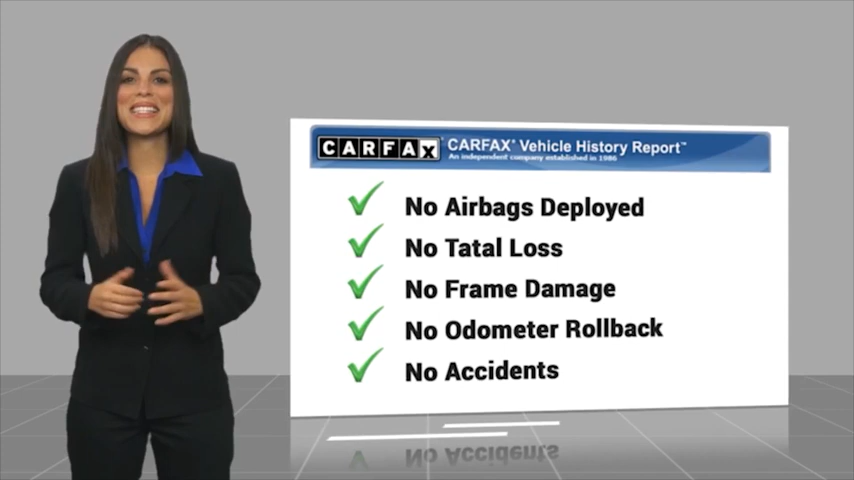 CARFAX CARFAX® Vehicle History Report™
An independent company established in 1986
No Airbags Deployed
No Tatal Loss
No Frame Damage
No Odometer Rollback
No Accidents
No Accidents